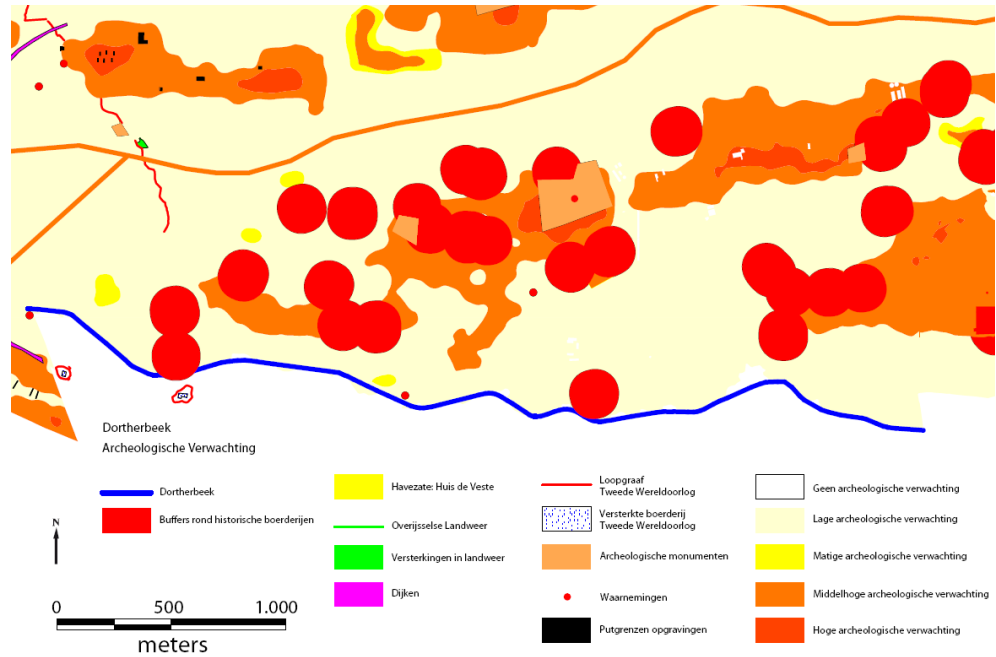 Dortherbeek
Archeologische Verwachting
Dortherbeek
Buffers rond historische boerderijen
N
0 500 1.000
meters
Havezate: Huis de Veste
Overijsselse Landweer
Versterkingen in landweer
Dijken
Loopgraaf
Tweede Wereldoorlog
Versterkte boerderij
Tweede Wereldoorlog
Archeologische monumenten
Waarnemingen
Putgrenzen opgravingen
Geen archeologische verwachting
Lage archeologische verwachting
Matige archeologische verwachting
Middelhoge archeologische verwachting
Hoge archeologische verwachting